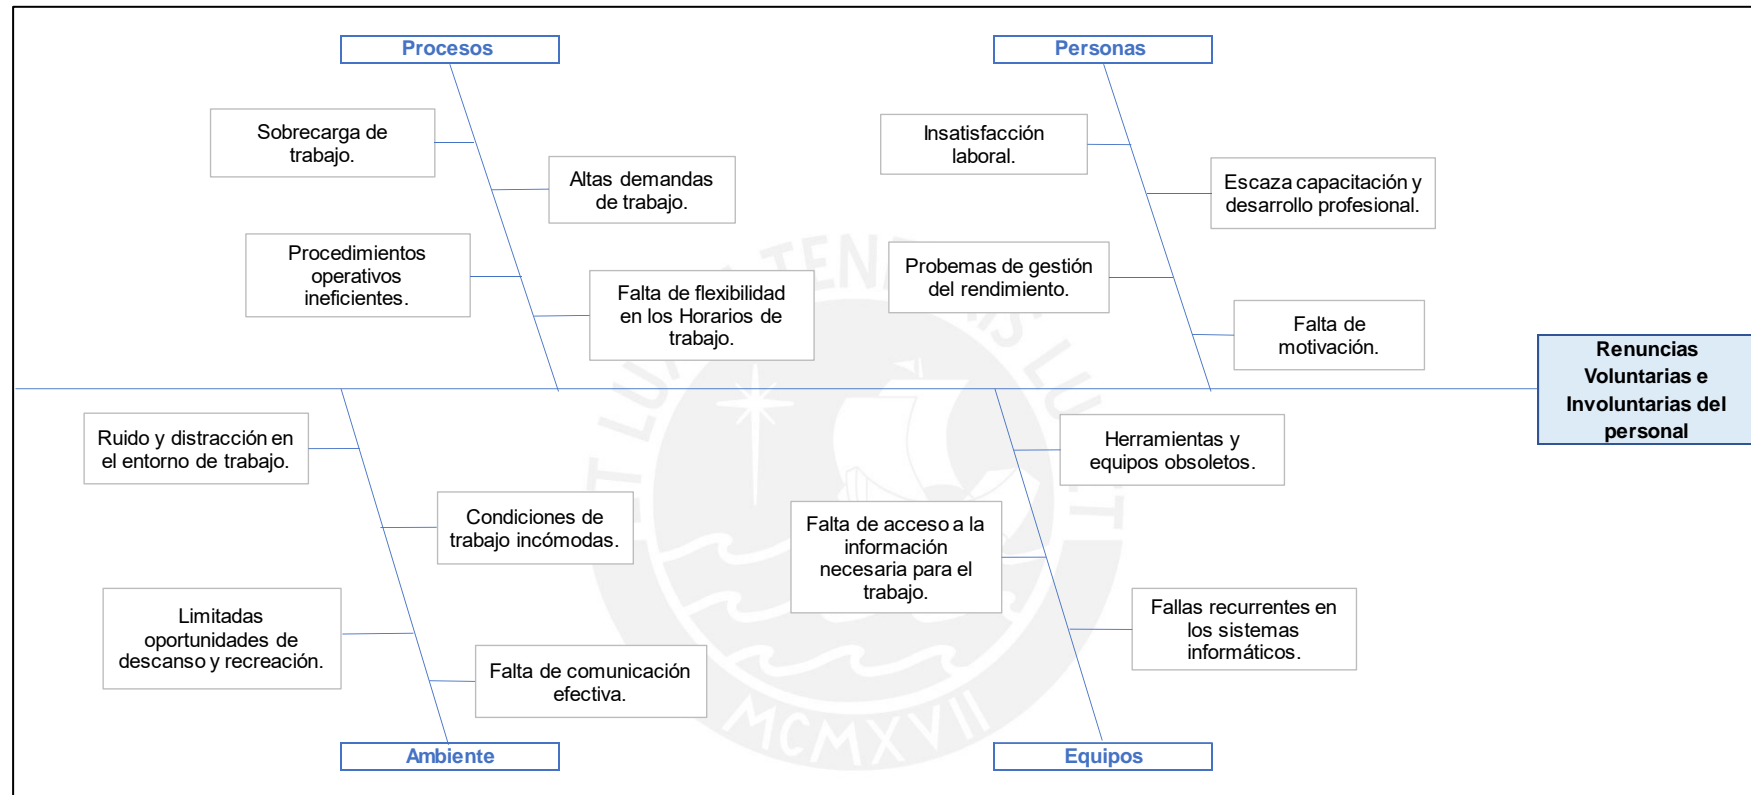 Procesos
Personas
Sobrecarga de
trabajo.
Altas demandas
de trabajo.
Procedimientos
operativos
ineficientes.
Falta de flexibilidad
en los Horarios de
trabajo.
Insatisfacción
laboral.
Escaza capacitación y
desarrollo profesional.
Probemas de gestión
del rendimiento.
Falta de
motivación.
Renuncias
Voluntarias e
Involuntarias del
personal
Ruido y distracción en
el entorno de trabajo.
Condiciones de
trabajo incómodas.
Limitadas
oportunidades de
descanso y recreación.
Falta de comunicación
efectiva.
Herramientas y
equipos obsoletos.
Falta de acceso a la
información
necesaria para el
trabajo.
Fallas recurrentes en
los sistemas
informáticos.
Ambiente
Equipos
MCMXVII